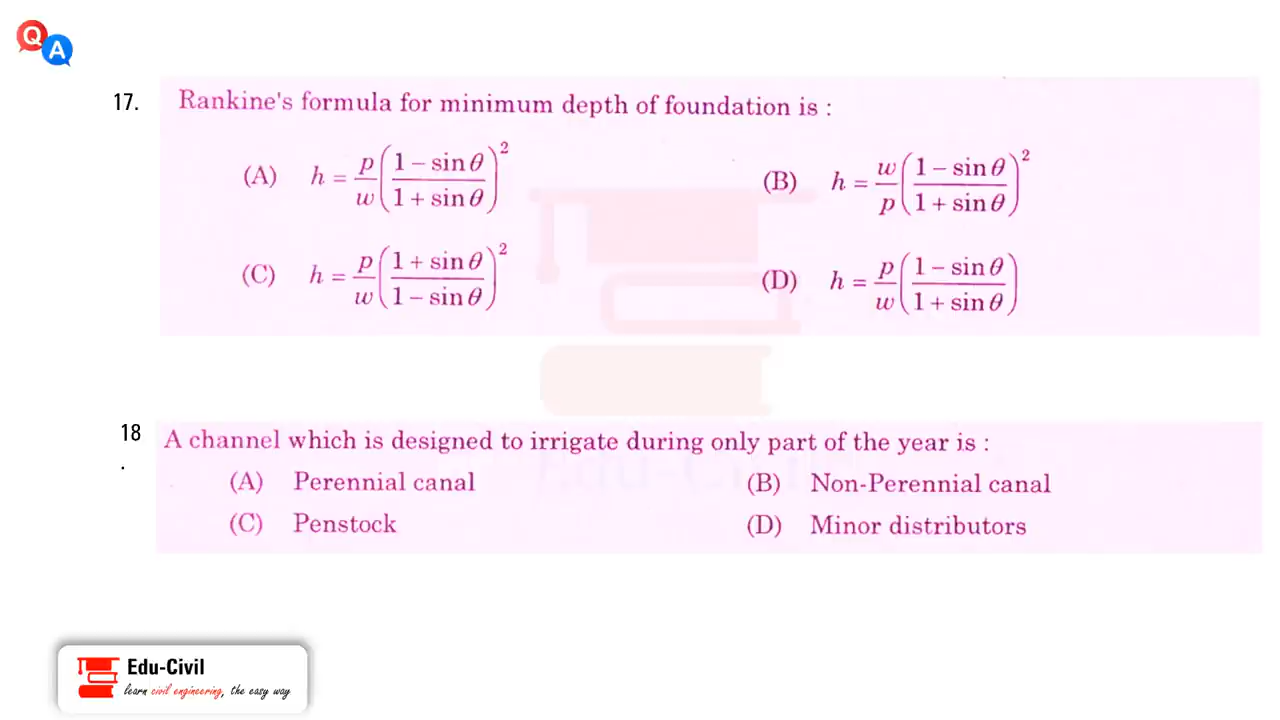 Q
A
17. Rankine's formula for minimum depth of foundation is :
(A) h = p/w ( (1 − sin θ) / (1 + sin θ) )²
(B) h = w/p ( (1 − sin θ) / (1 + sin θ) )²
(C) h = p/w ( (1 + sin θ) / (1 − sin θ) )²
(D) h = p/w ( (1 − sin θ) / (1 + sin θ) )
18
. A channel which is designed to irrigate during only part of the year is :
(A) Perennial canal
(B) Non-Perennial canal
(C) Penstock
(D) Minor distributors
Edu-Civil
Edu-Civil
learn civil engineering, the easy way